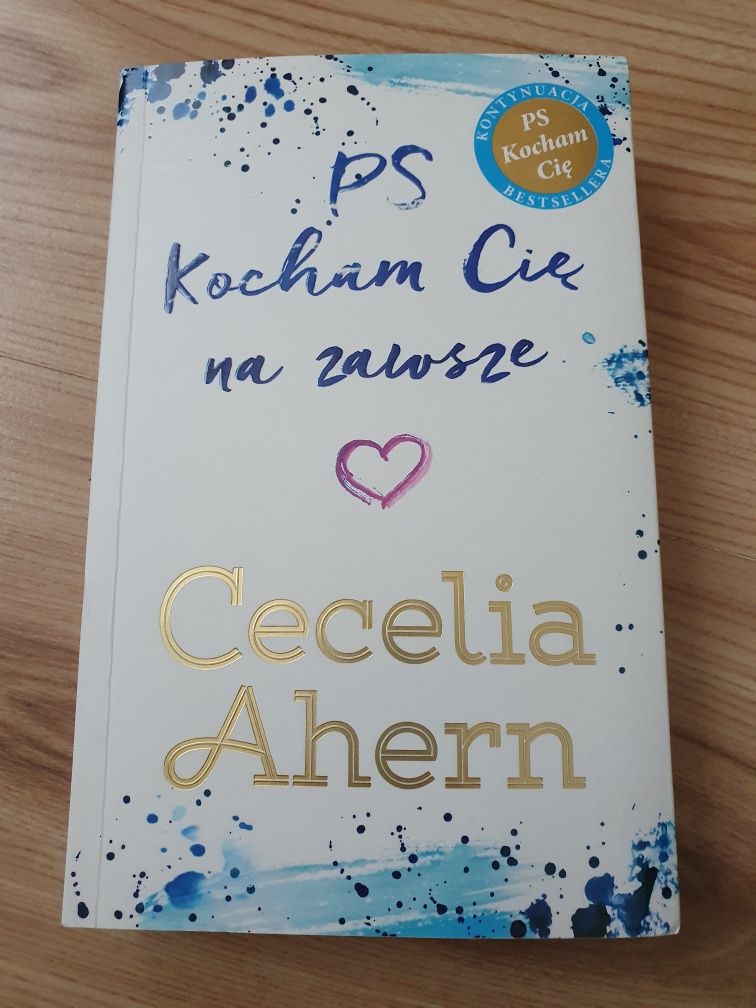 KONTYNUACJA
PS
Kocham
Cię
BESTSELLERA
PS
Kocham Cię
na zawsze
Cecelia
Ahern